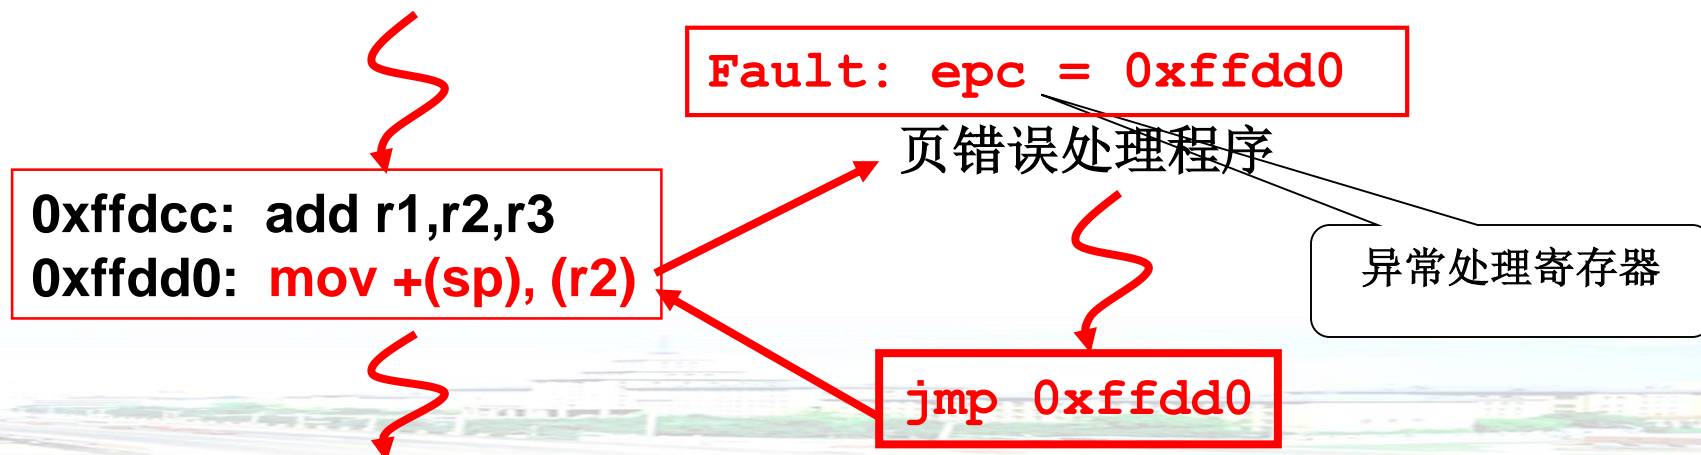 Fault: epc = 0xffdd0
页错误处理程序
0xffdcc: add r1,r2,r3
0xffdd0: mov +(sp), (r2)
异常处理寄存器
jmp 0xffdd0